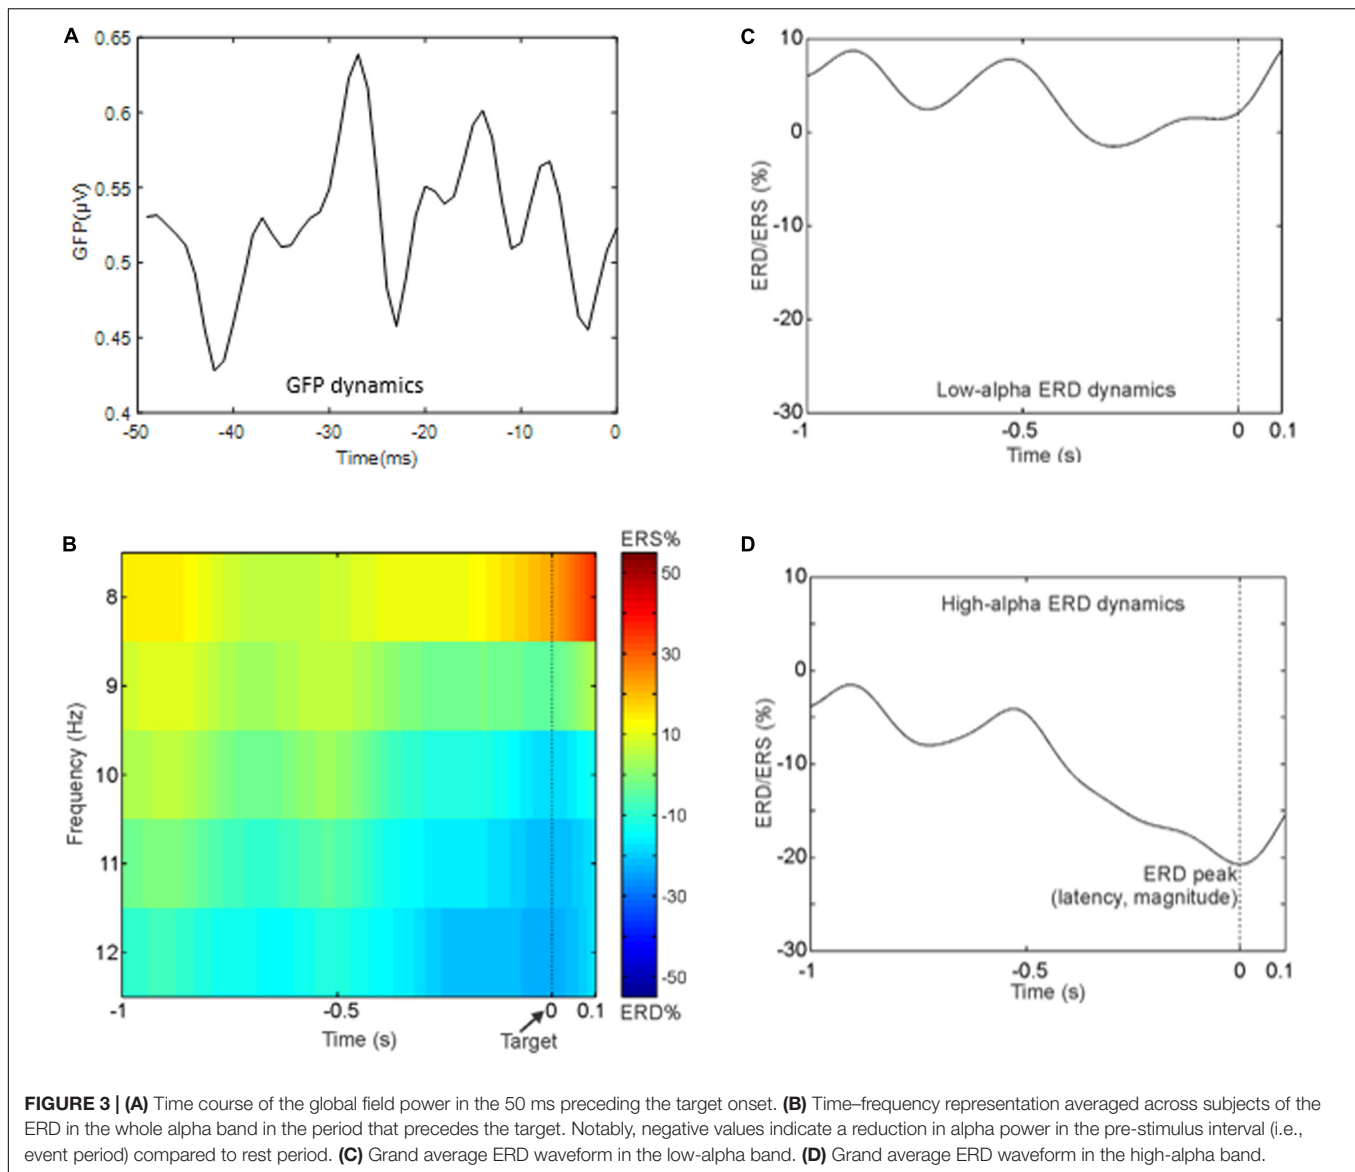 A
0.65
0.6
0.55
0.5
0.45
0.4
GFP(µV)
GFP dynamics
-50 -40 -30 -20 -10 0
Time(ms)
C
10
0
-10
-20
-30
ERD/ERS (%)
Low-alpha ERD dynamics
-1 -0.5 0 0.1
Time (s)
B
ERS%
8
9
10
11
12
Frequency (Hz)
50
30
10
-10
-30
-50
ERD%
-1 -0.5 0 0.1
Time (s)
Target
D
10
0
-10
-20
-30
ERD/ERS (%)
High-alpha ERD dynamics
ERD peak
(latency, magnitude)
-1 -0.5 0 0.1
Time (s)
FIGURE 3 | (A) Time course of the global field power in the 50 ms preceding the target onset. (B) Time–frequency representation averaged across subjects of the
ERD in the whole alpha band in the period that precedes the target. Notably, negative values indicate a reduction in alpha power in the pre-stimulus interval (i.e.,
event period) compared to rest period. (C) Grand average ERD waveform in the low-alpha band. (D) Grand average ERD waveform in the high-alpha band.